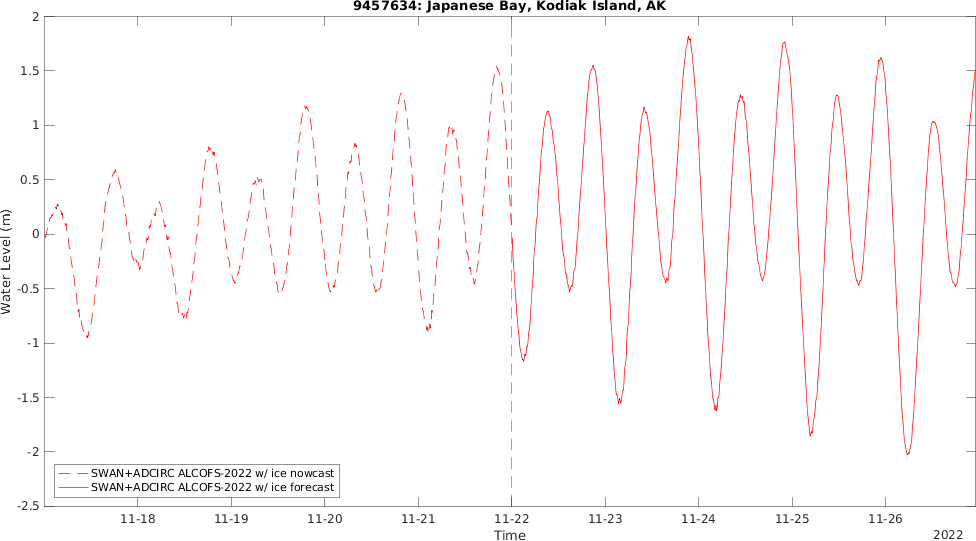 9457634: Japanese Bay, Kodiak Island, AK
Water Level (m)
2
1.5
1
0.5
0
-0.5
-1
-1.5
-2
-2.5
SWAN+ADCIRC ALCOFS-2022 w/ ice nowcast
SWAN+ADCIRC ALCOFS-2022 w/ ice forecast
11-18 11-19 11-20 11-21 11-22 11-23 11-24 11-25 11-26
Time
2022